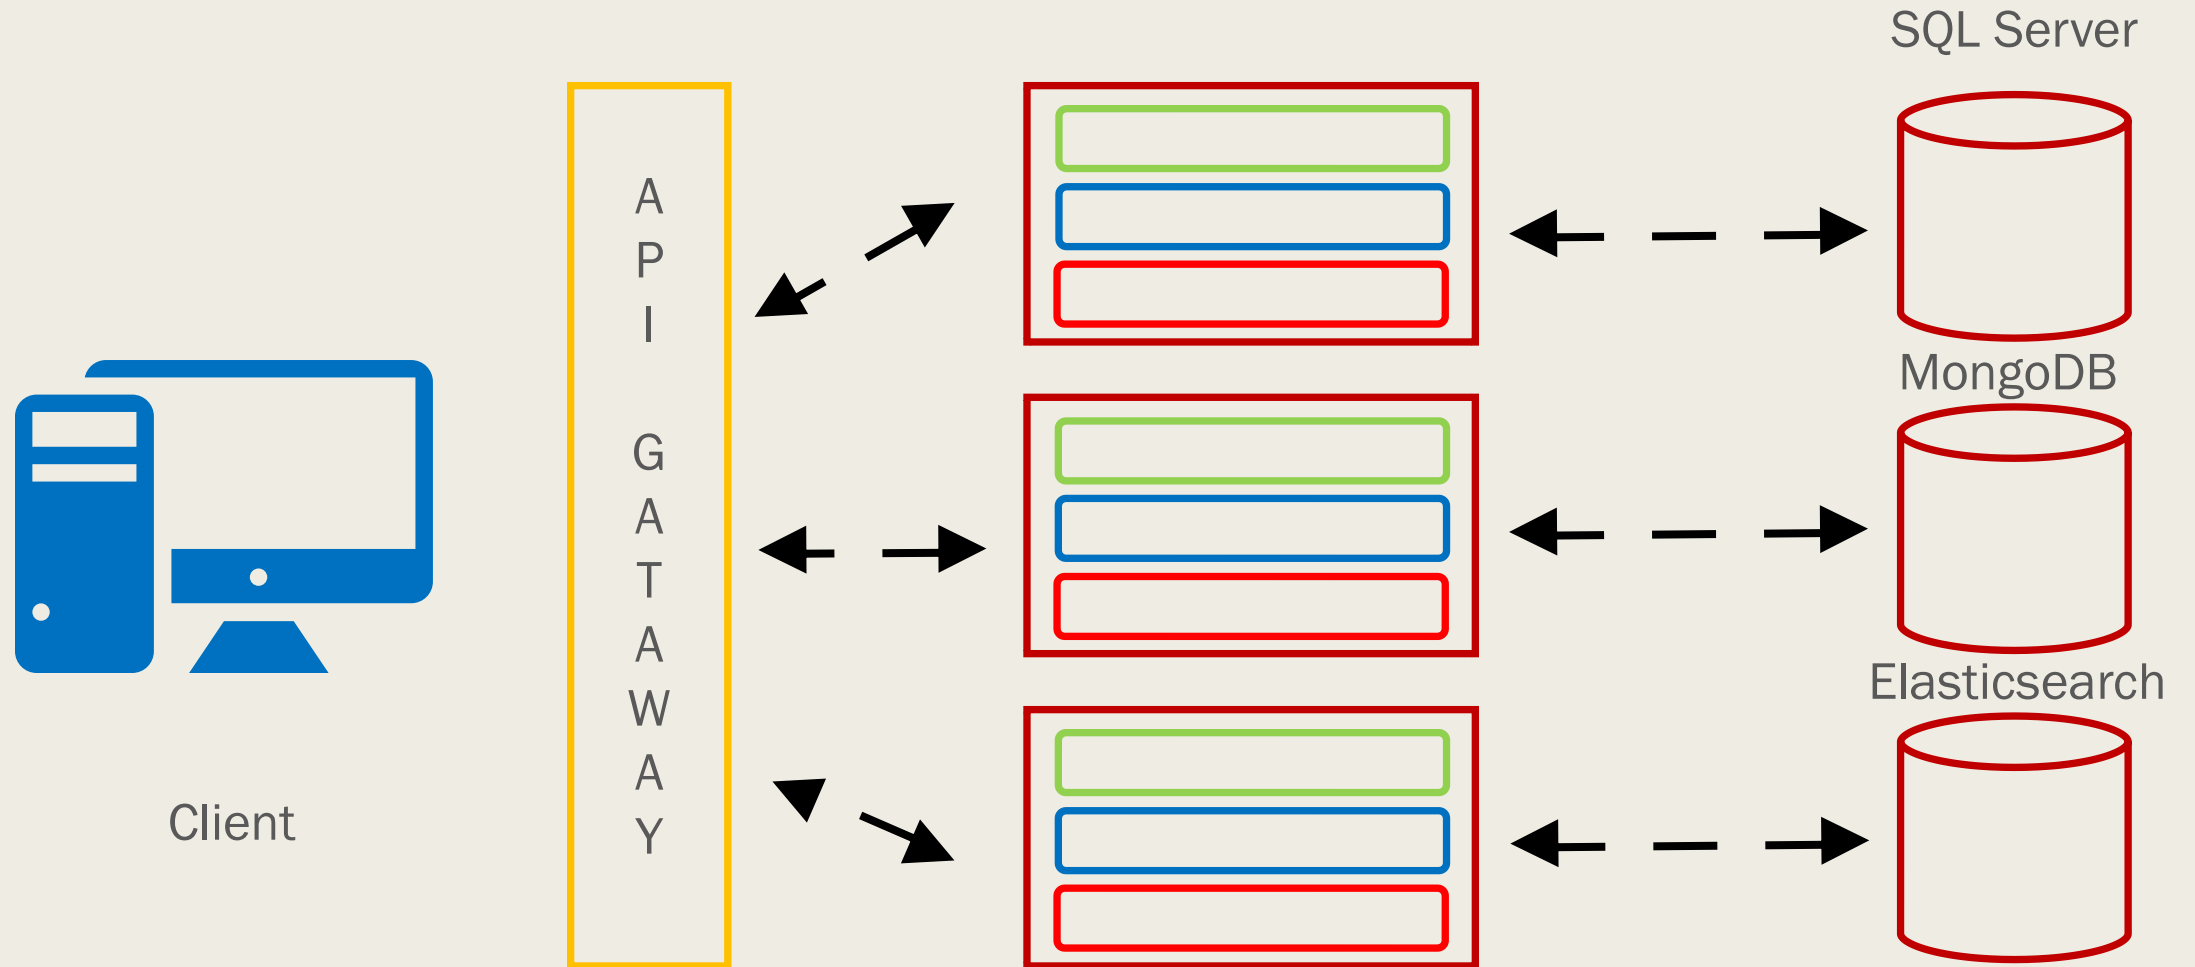 SQL Server
A
P
I
G
A
T
A
W
A
Y
MongoDB
Elasticsearch
Client